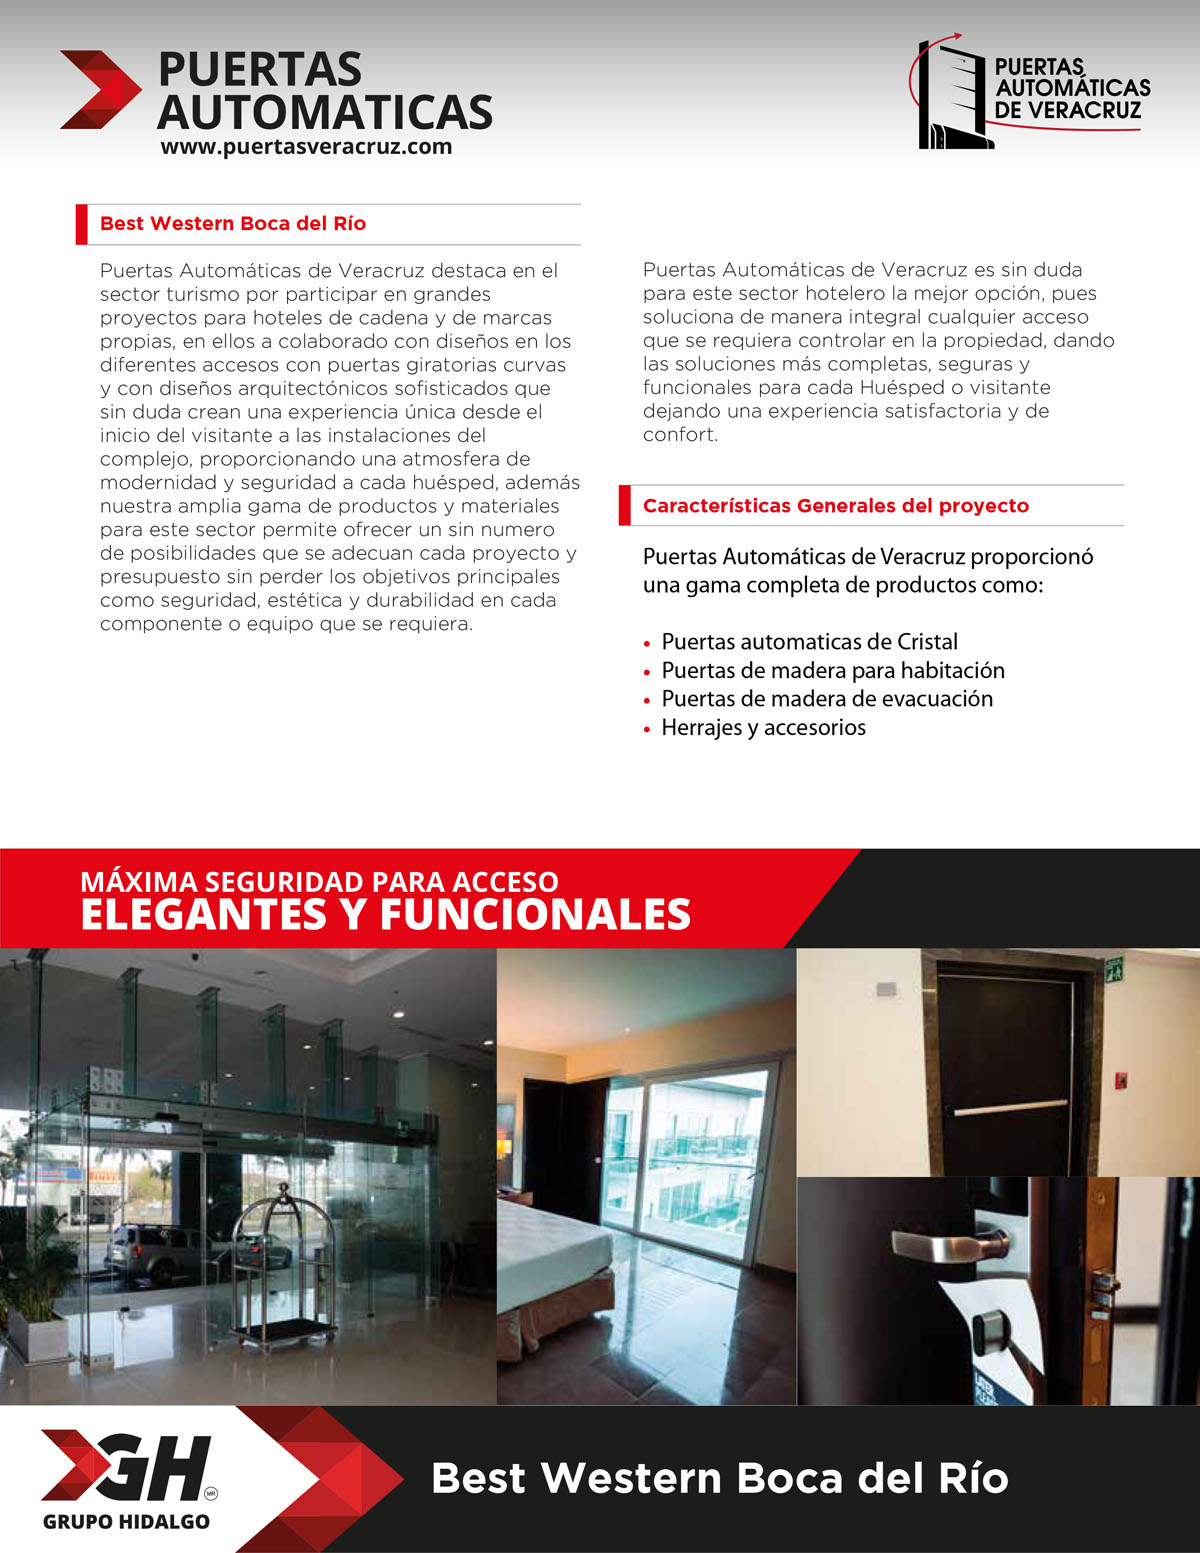 PUERTAS
AUTOMATICAS
www.puertasveracruz.com
PUERTAS
AUTOMÁTICAS
DE VERACRUZ
Best Western Boca del Río
Puertas Automáticas de Veracruz destaca en el
sector turismo por participar en grandes
proyectos para hoteles de cadena y de marcas
propias, en ellos a colaborado con diseños en los
diferentes accesos con puertas giratorias curvas
y con diseños arquitectónicos sofisticados que
sin duda crean una experiencia única desde el
inicio del visitante a las instalaciones del
complejo, proporcionando una atmosfera de
modernidad y seguridad a cada huésped, además
nuestra amplia gama de productos y materiales
para este sector permite ofrecer un sin numero
de posibilidades que se adecuan cada proyecto y
presupuesto sin perder los objetivos principales
como seguridad, estética y durabilidad en cada
componente o equipo que se requiera.
Puertas Automáticas de Veracruz es sin duda
para este sector hotelero la mejor opción, pues
soluciona de manera integral cualquier acceso
que se requiera controlar en la propiedad, dando
las soluciones más completas, seguras y
funcionales para cada Huésped o visitante
dejando una experiencia satisfactoria y de
confort.
Características Generales del proyecto
Puertas Automáticas de Veracruz proporcionó
una gama completa de productos como:
• Puertas automaticas de Cristal
• Puertas de madera para habitación
• Puertas de madera de evacuación
• Herrajes y accesorios
MÁXIMA SEGURIDAD PARA ACCESO
ELEGANTES Y FUNCIONALES
GH
MR
GRUPO HIDALGO
Best Western Boca del Río